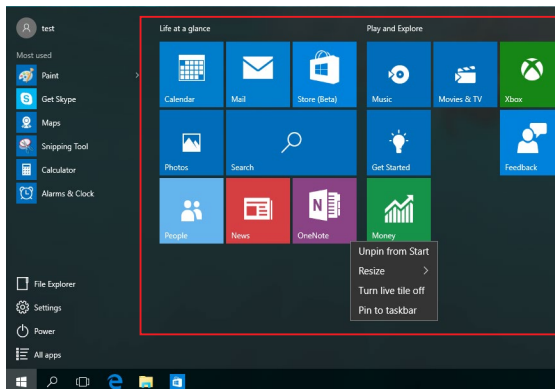 test
Most used
Paint
Get Skype
Maps
Snipping Tool
Calculator
Alarms & Clock
File Explorer
Settings
Power
All apps
Life at a glance
Play and Explore
Calendar
Mail
Store (Beta)
Music
Movies & TV
Xbox
Photos
Search
Get Started
Feedback
People
News
OneNote
Money
Unpin from Start
Resize
Turn live tile off
Pin to taskbar